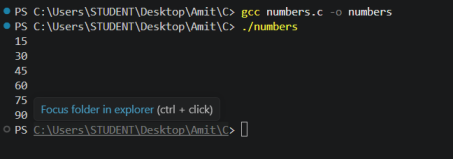 PS C:\Users\STUDENT\Desktop\Amit\C> gcc numbers.c -o numbers
PS C:\Users\STUDENT\Desktop\Amit\C> ./numbers
15
30
45
60
75
Focus folder in explorer (ctrl + click)
90
PS C:\Users\STUDENT\Desktop\Amit\C>